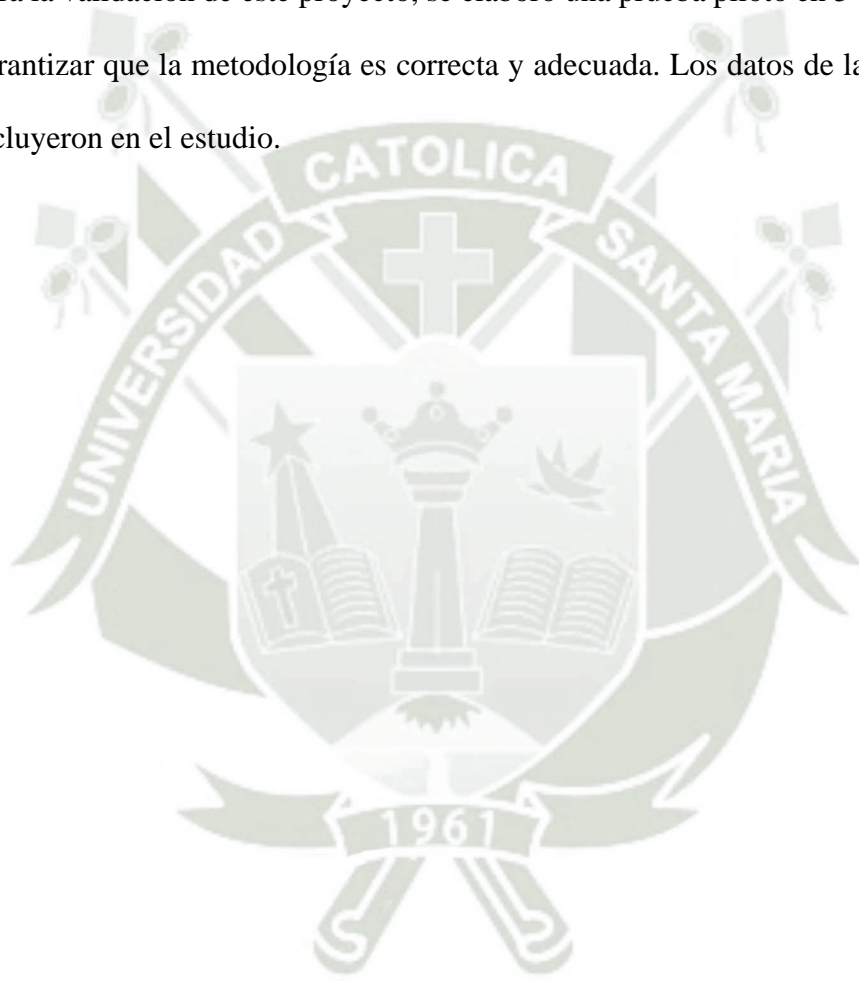 la validación de este proyecto, se elaboró una prueba piloto en
rantizar que la metodología es correcta y adecuada. Los datos de la
cluyeron en el estudio.
CATOLICA
UNIVERSIDAD
SANTA MARIA
1961